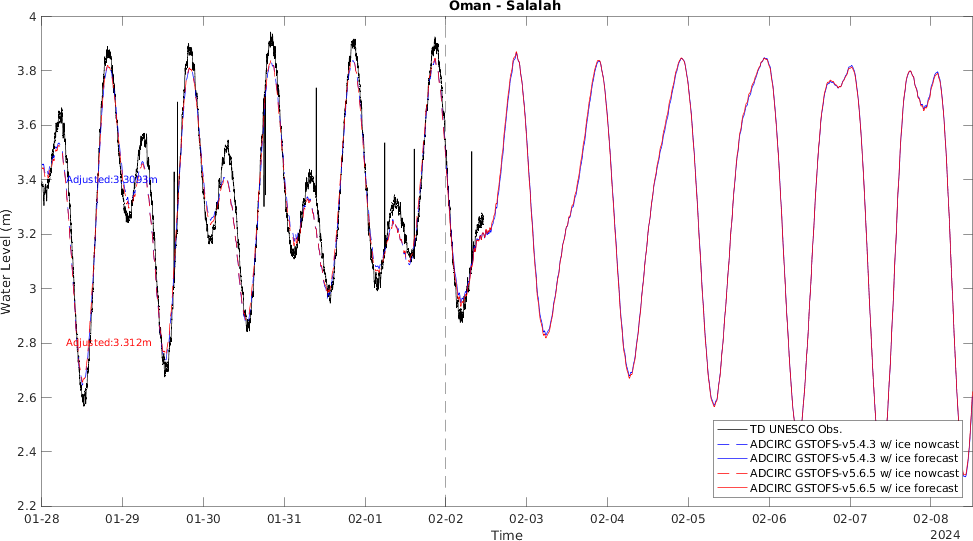 Oman - Salalah
4
3.8
3.6
3.4
3.2
3
2.8
2.6
2.4
2.2
Water Level (m)
Adjusted:3.3093m
Adjusted:3.312m
TD UNESCO Obs.
ADCIRC GSTOFS-v5.4.3 w/ ice nowcast
ADCIRC GSTOFS-v5.4.3 w/ ice forecast
ADCIRC GSTOFS-v5.6.5 w/ ice nowcast
ADCIRC GSTOFS-v5.6.5 w/ ice forecast
01-28 01-29 01-30 01-31 02-01 02-02 02-03 02-04 02-05 02-06 02-07 02-08
Time
2024